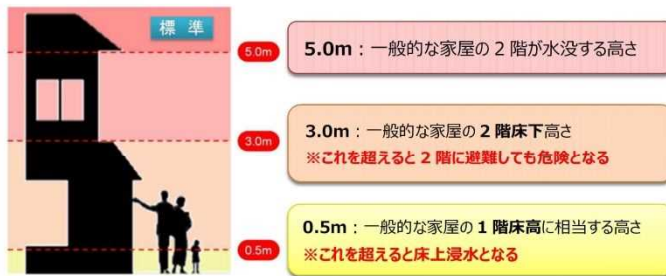 標準
5.0m
5.0m：一般的な家屋の２階が水没する高さ
3.0m
3.0m：一般的な家屋の２階床下高さ
※これを超えると２階に避難しても危険となる
0.5m
0.5m：一般的な家屋の１階床高に相当する高さ
※これを超えると床上浸水となる